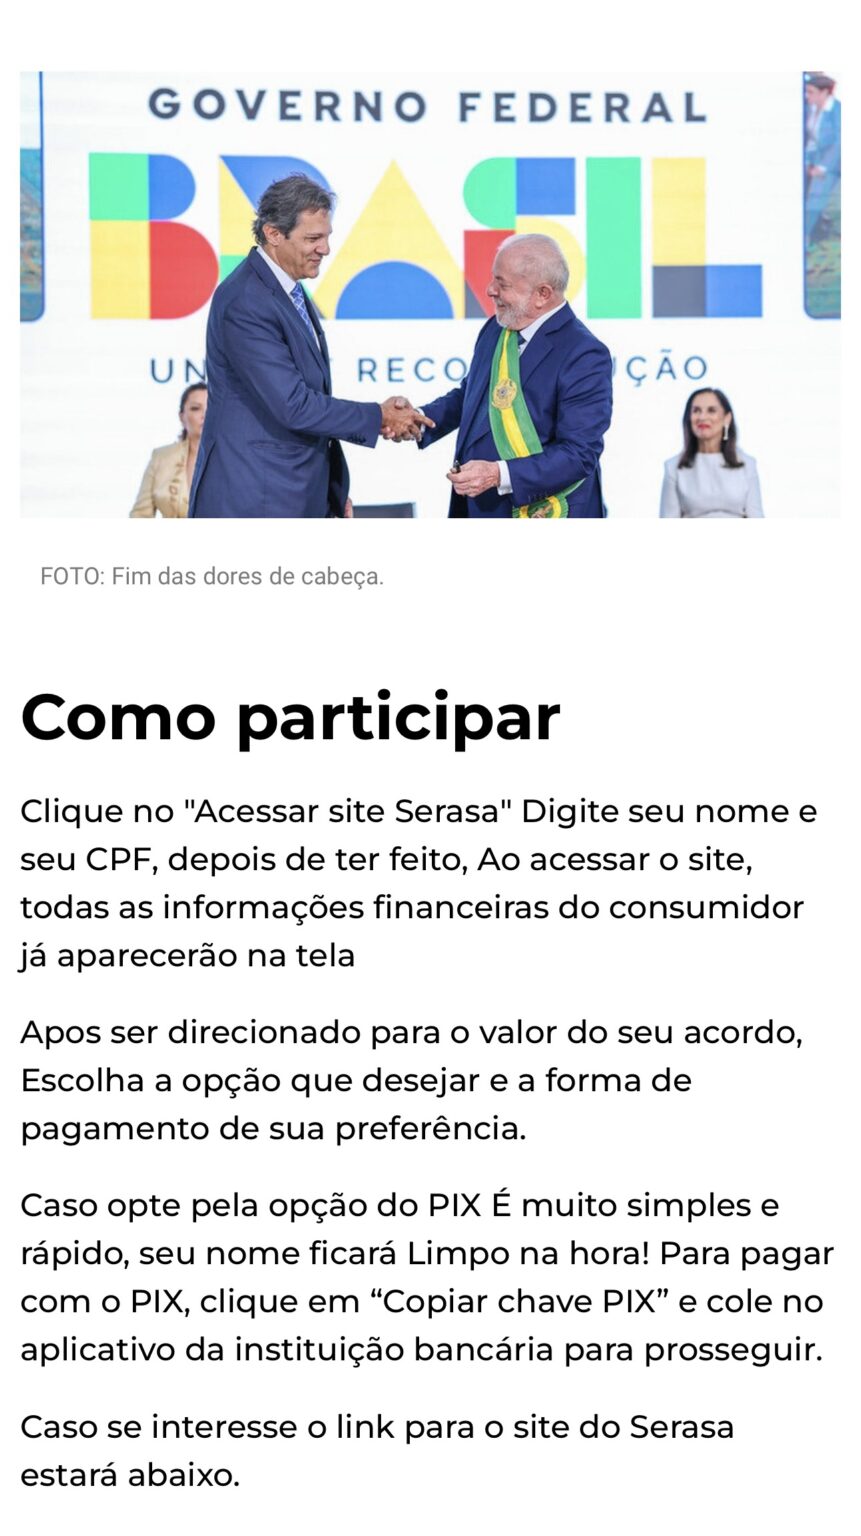 GOVERNO FEDERAL
BRASIL
UN RECO UÇÃO
FOTO: Fim das dores de cabeça.
Como participar
Clique no "Acessar site Serasa" Digite seu nome e
seu CPF, depois de ter feito, Ao acessar o site,
todas as informações financeiras do consumidor
já aparecerão na tela
Apos ser direcionado para o valor do seu acordo,
Escolha a opção que desejar e a forma de
pagamento de sua preferência.
Caso opte pela opção do PIX É muito simples e
rápido, seu nome ficará Limpo na hora! Para pagar
com o PIX, clique em “Copiar chave PIX” e cole no
aplicativo da instituição bancária para prosseguir.
Caso se interesse o link para o site do Serasa
estará abaixo.